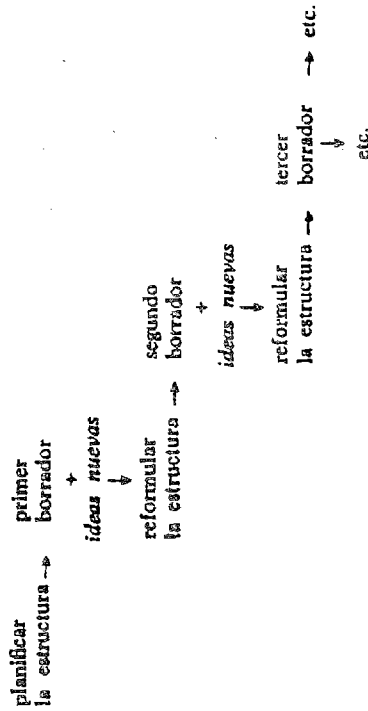 planificar
la estructura →
primer
borrador
+
ideas nuevas
↓
reformular
la estructura →
segundo
borrador
+
ideas nuevas
↓
reformular
la estructura →
tercer
borrador → etc.
↓
etc.